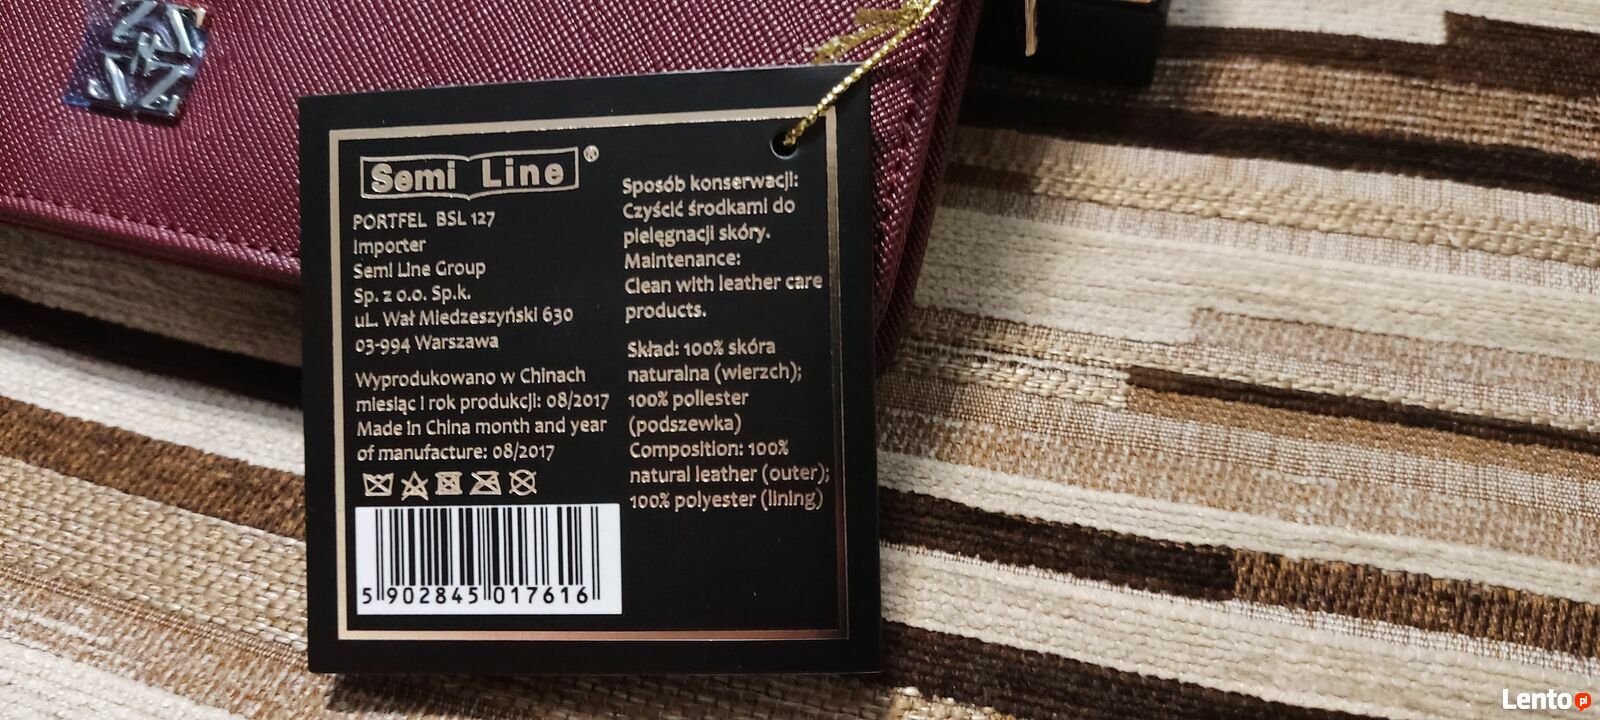 Semi Line ®
PORTFEL BSL 127
Importer
Semi Line Group
Sp. z o.o. Sp.k.
uL. Wał Miedzeszyński 630
03-994 Warszawa
Wyprodukowano w Chinach
miesiąc i rok produkcji: 08/2017
Made in China month and year
of manufacture: 08/2017
5 902845 017616
Sposób konserwacji:
Czyścić środkami do
pielęgnacji skóry.
Maintenance:
Clean with leather care
products.
Skład: 100% skóra
naturalna (wierzch);
100% poliester
(podszewka)
Composition: 100%
natural leather (outer);
100% polyester (lining)
Lento pl